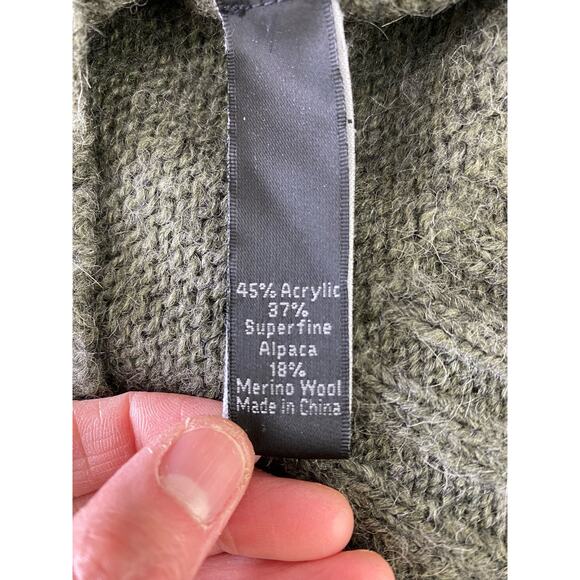 45% Acrylic
37%
Superfine
Alpaca
18%
Merino Wool
Made in China